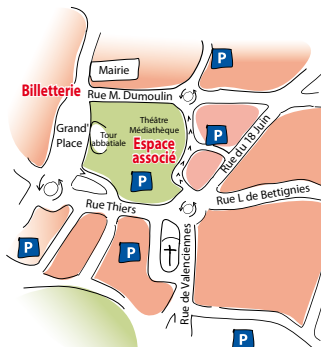 P
Mairie
Billetterie
Rue M. Dumoulin
Théâtre
Médiathèque
P
Grand'
Place
Tour
abbatiale
Espace
associé
Rue du 18 Juin
P
Rue L de Bettignies
Rue Thiers
P
P
Rue de Valenciennes
P